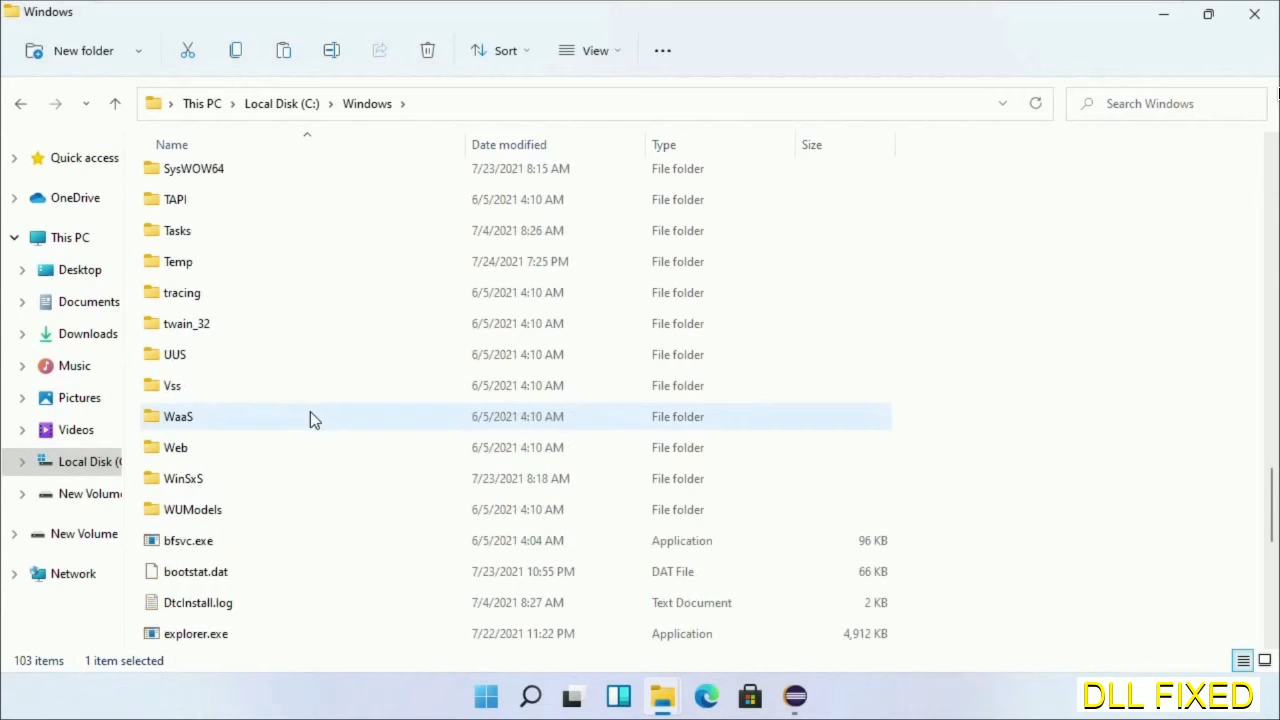 Windows
New folder
Sort
View
This PC
Local Disk (C:)
Windows
Search Windows
Name
Date modified
Type
Size
Quick access
OneDrive
This PC
Desktop
Documents
Downloads
Music
Pictures
Videos
Local Disk (C
New Volum
New Volume
Network
SysWOW64 7/23/2021 8:15 AM File folder
TAPI 6/5/2021 4:10 AM File folder
Tasks 7/4/2021 8:26 AM File folder
Temp 7/24/2021 7:25 PM File folder
tracing 6/5/2021 4:10 AM File folder
twain_32 6/5/2021 4:10 AM File folder
UUS 6/5/2021 4:10 AM File folder
Vss 6/5/2021 4:10 AM File folder
WaaS 6/5/2021 4:10 AM File folder
Web 6/5/2021 4:10 AM File folder
WinSxS 7/23/2021 8:18 AM File folder
WUModels 6/5/2021 4:10 AM File folder
bfsvc.exe 6/5/2021 4:04 AM Application 96 KB
bootstat.dat 7/23/2021 10:55 PM DAT File 66 KB
DtcInstall.log 7/4/2021 8:27 AM Text Document 2 KB
explorer.exe 7/22/2021 11:22 PM Application 4,912 KB
103 items 1 item selected
DLL FIXED